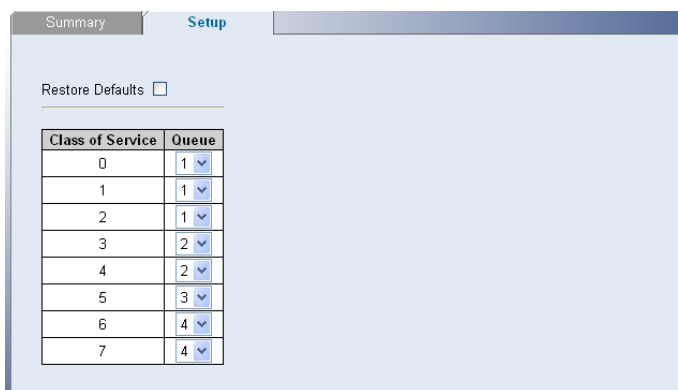 Summary Setup
Restore Defaults
Class of Service Queue
0 1
1 1
2 1
3 2
4 2
5 3
6 4
7 4